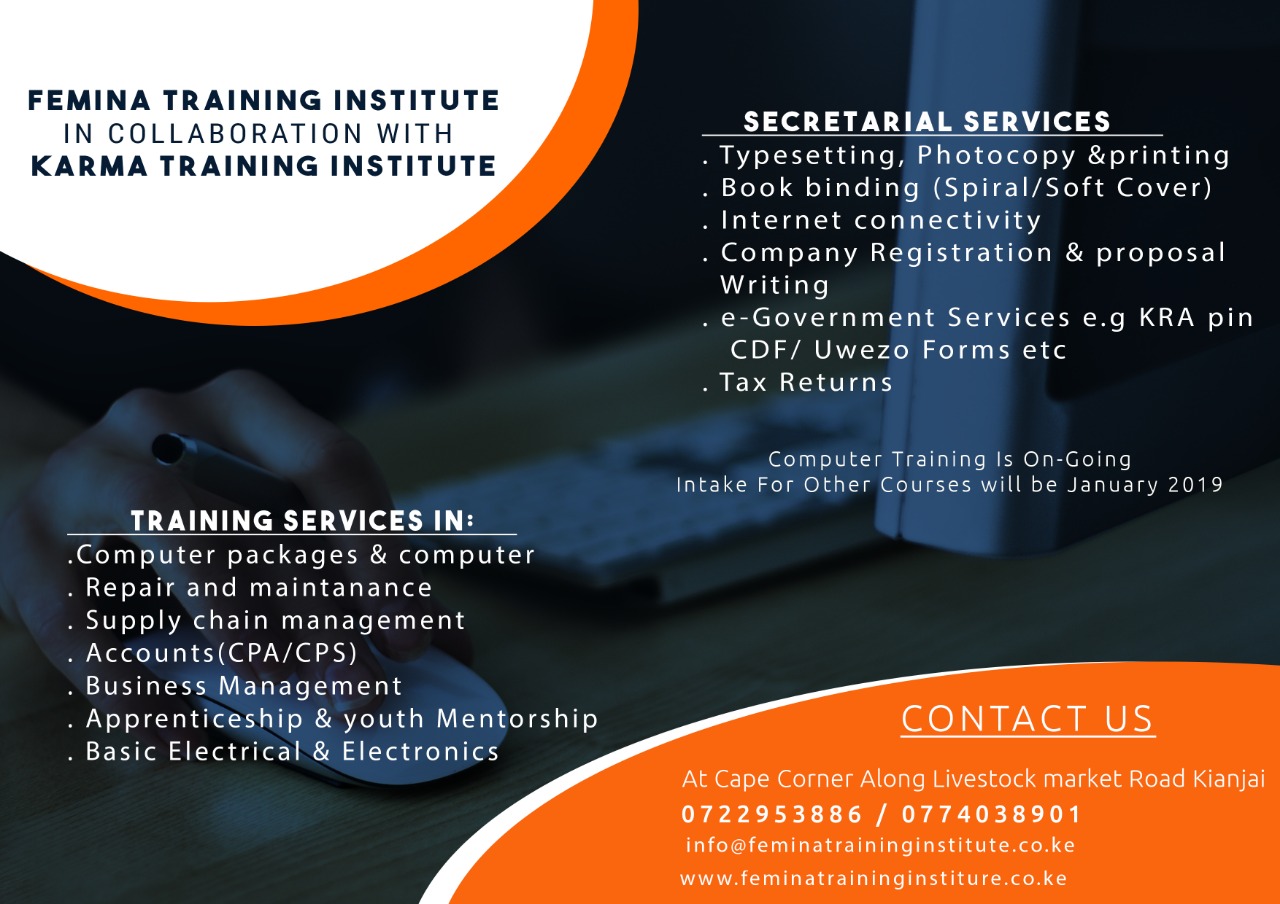 FEMINA TRAINING INSTITUTE
IN COLLABORATION WITH
KARMA TRAINING INSTITUTE
SECRETARIAL SERVICES
. Typesetting, Photocopy &printing
. Book binding (Spiral/Soft Cover)
. Internet connectivity
. Company Registration & proposal
Writing
. e-Government Services e.g KRA pin
CDF/ Uwezo Forms etc
. Tax Returns
Computer Training Is On-Going
Intake For Other Courses will be January 2019
TRAINING SERVICES IN:
.Computer packages & computer
. Repair and maintanance
. Supply chain management
. Accounts(CPA/CPS)
. Business Management
. Apprenticeship & youth Mentorship
. Basic Electrical & Electronics
CONTACT US
At Cape Corner Along Livestock market Road Kianjai
0722953886 / 0774038901
info@feminatraininginstitute.co.ke
www.feminatraininginstiture.co.ke